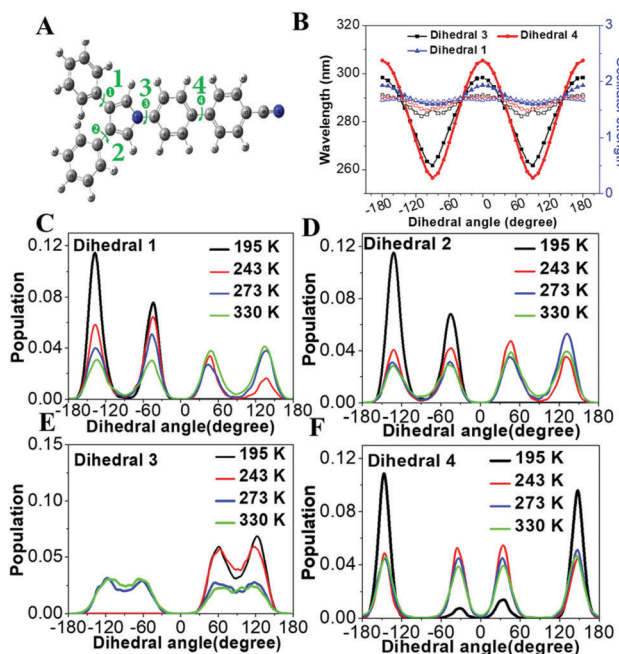 A
1
3
4
2
B
Dihedral 3
Dihedral 4
Dihedral 1
320
300
280
260
Wavelength (nm)
3
2
1
0
-180
-120
-60
0
60
120
180
Dihedral angle (degree)
C
Dihedral 1
195 K
243 K
273 K
330 K
0.12
0.08
0.04
0.00
Population
-180 -120 -60 0 60 120 180
Dihedral angle(degree)
D
Dihedral 2
195 K
243 K
273 K
330 K
0.12
0.08
0.04
0.00
Population
-180 -120 -60 0 60 120 180
Dihedral angle(degree)
E
Dihedral 3
195 K
243 K
273 K
330 K
0.15
0.10
0.05
0.00
Population
-180 -120 -60 0 60 120 180
Dihedral angle(degree)
F
Dihedral 4
195 K
243 K
273 K
330 K
0.12
0.08
0.04
0.00
Population
-180 -120 -60 0 60 120 180
Dihedral angle(degree)